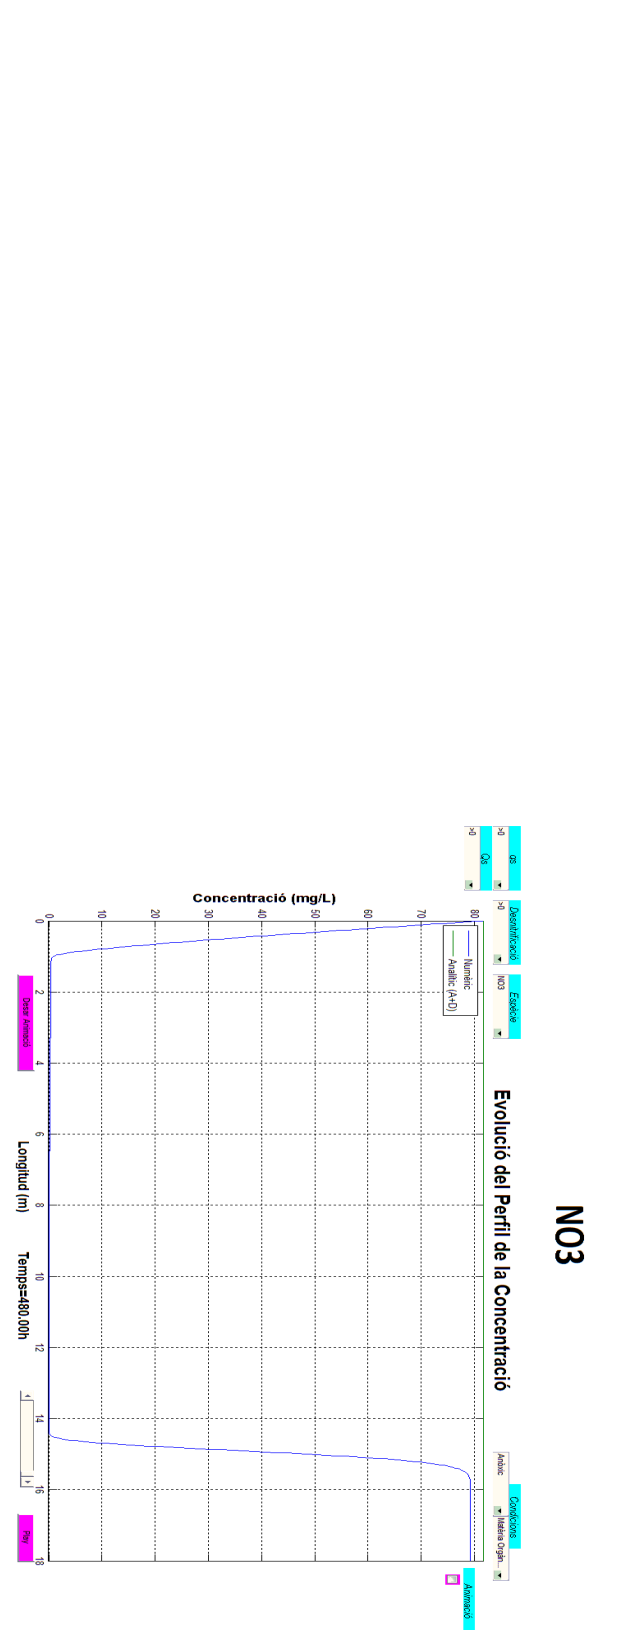 NO3
Evolució del Perfil de la Concentració
qs
>0
Qs
>0
Desnitrificació
>0
Espècie
NO3
Condicions
Anòxic
Matèria Orgàn...
Animació
Numèric
Analític (A+D)
Concentració (mg/L)
80
70
60
50
40
30
20
10
0
0
2
4
6
8
10
12
14
16
18
Longitud (m)
Temps=480.00h
Desar Animació
Play